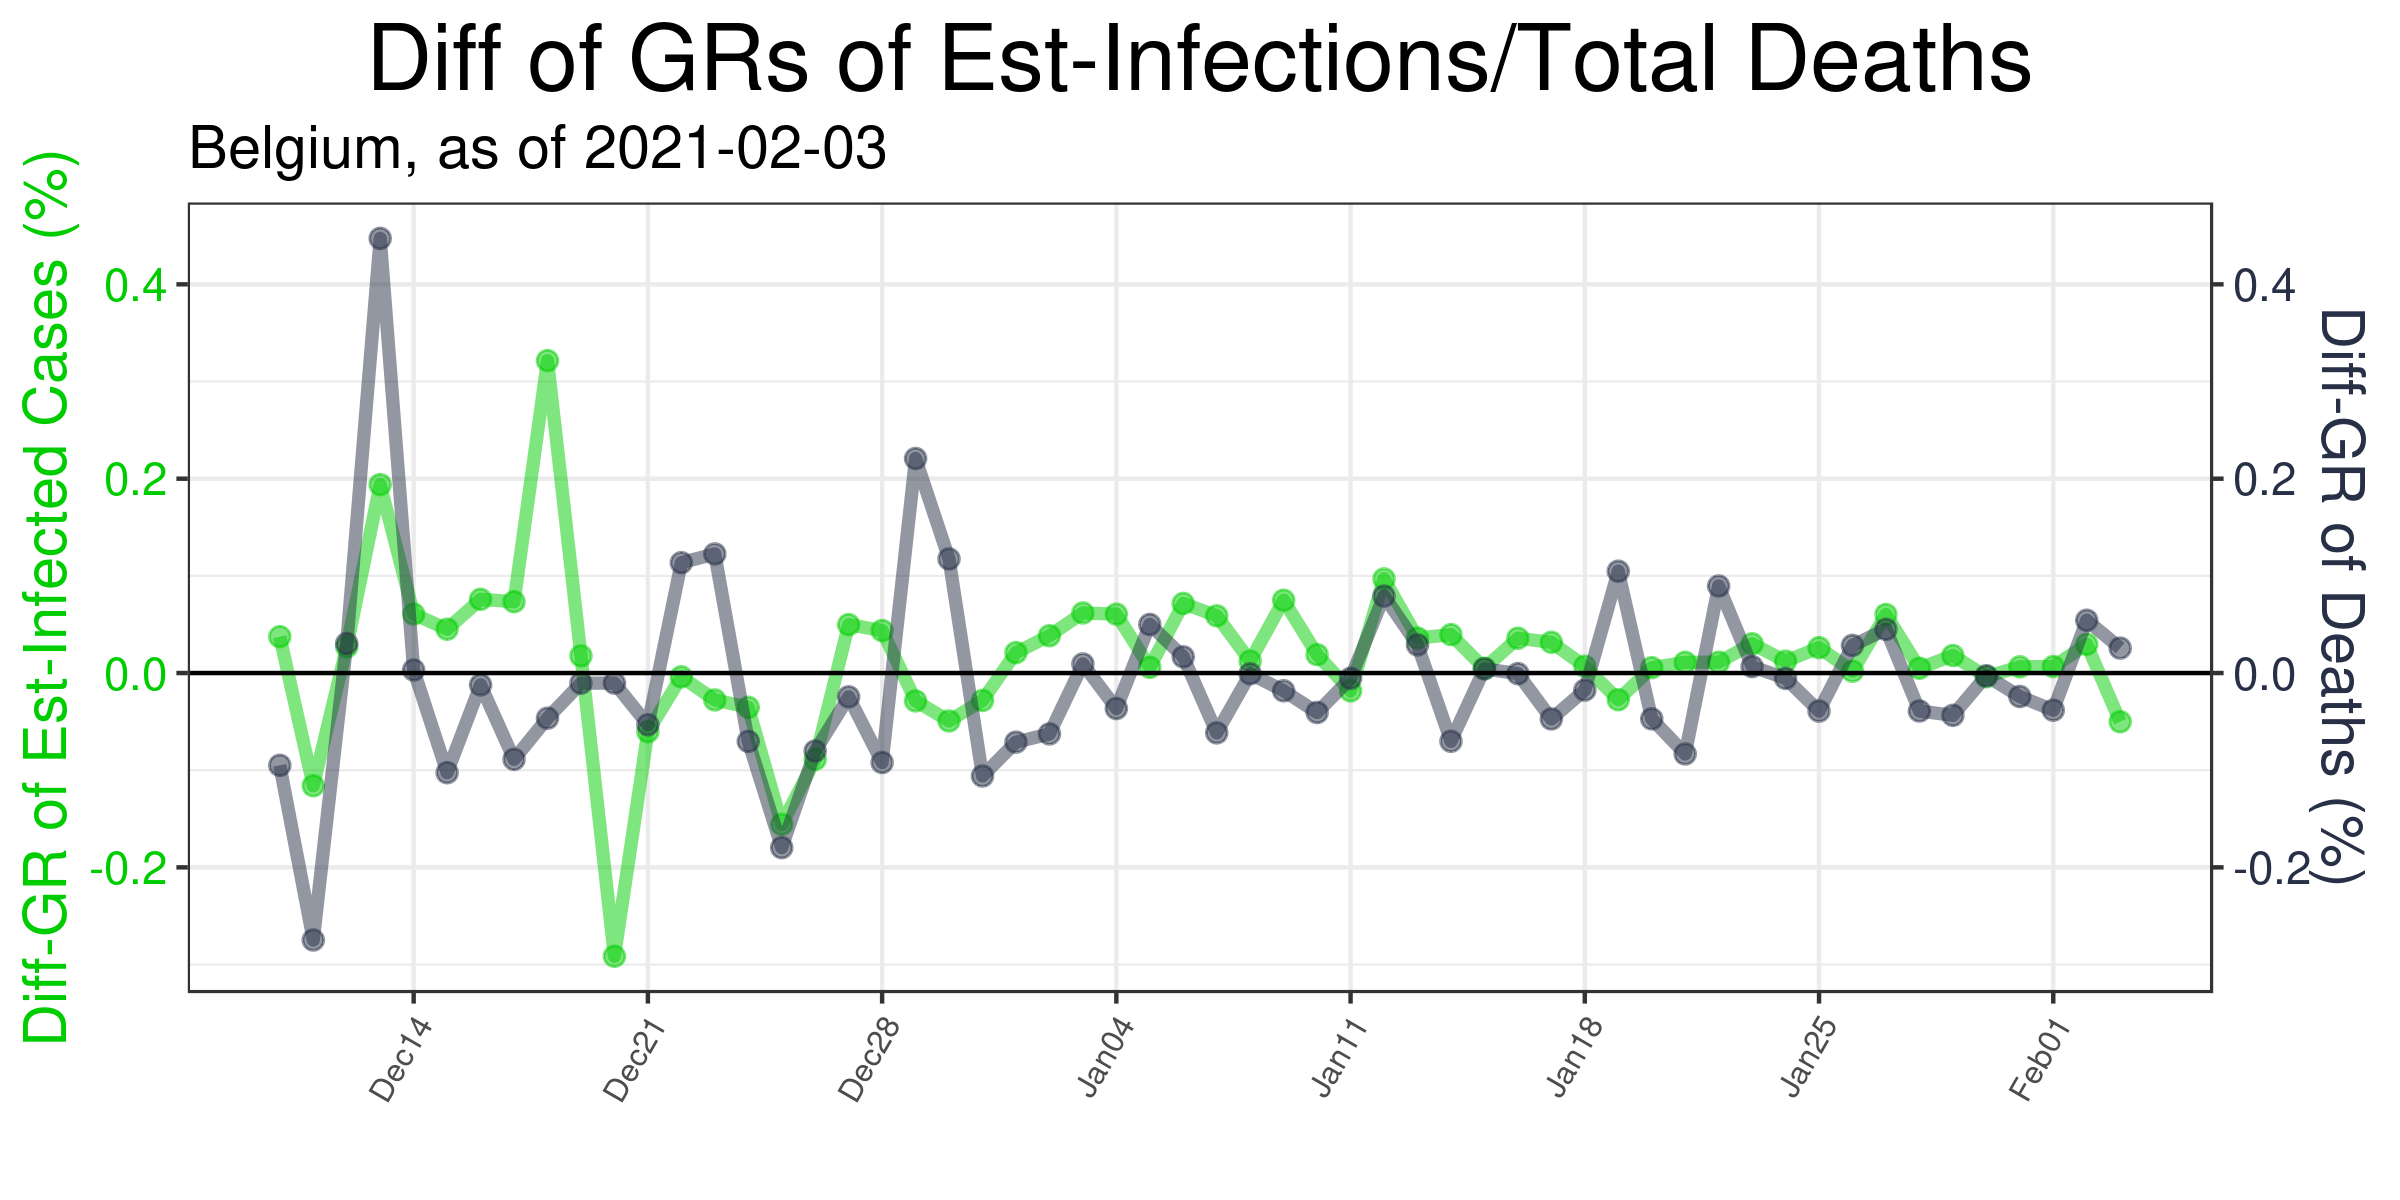 Diff of GRs of Est-Infections/Total Deaths
Belgium, as of 2021-02-03
Diff-GR of Est-Infected Cases (%)
0.4
0.2
0.0
-0.2
0.4
0.2
0.0
-0.2
Diff-GR of Deaths (%)
Dec14
Dec21
Dec28
Jan04
Jan11
Jan18
Jan25
Feb01